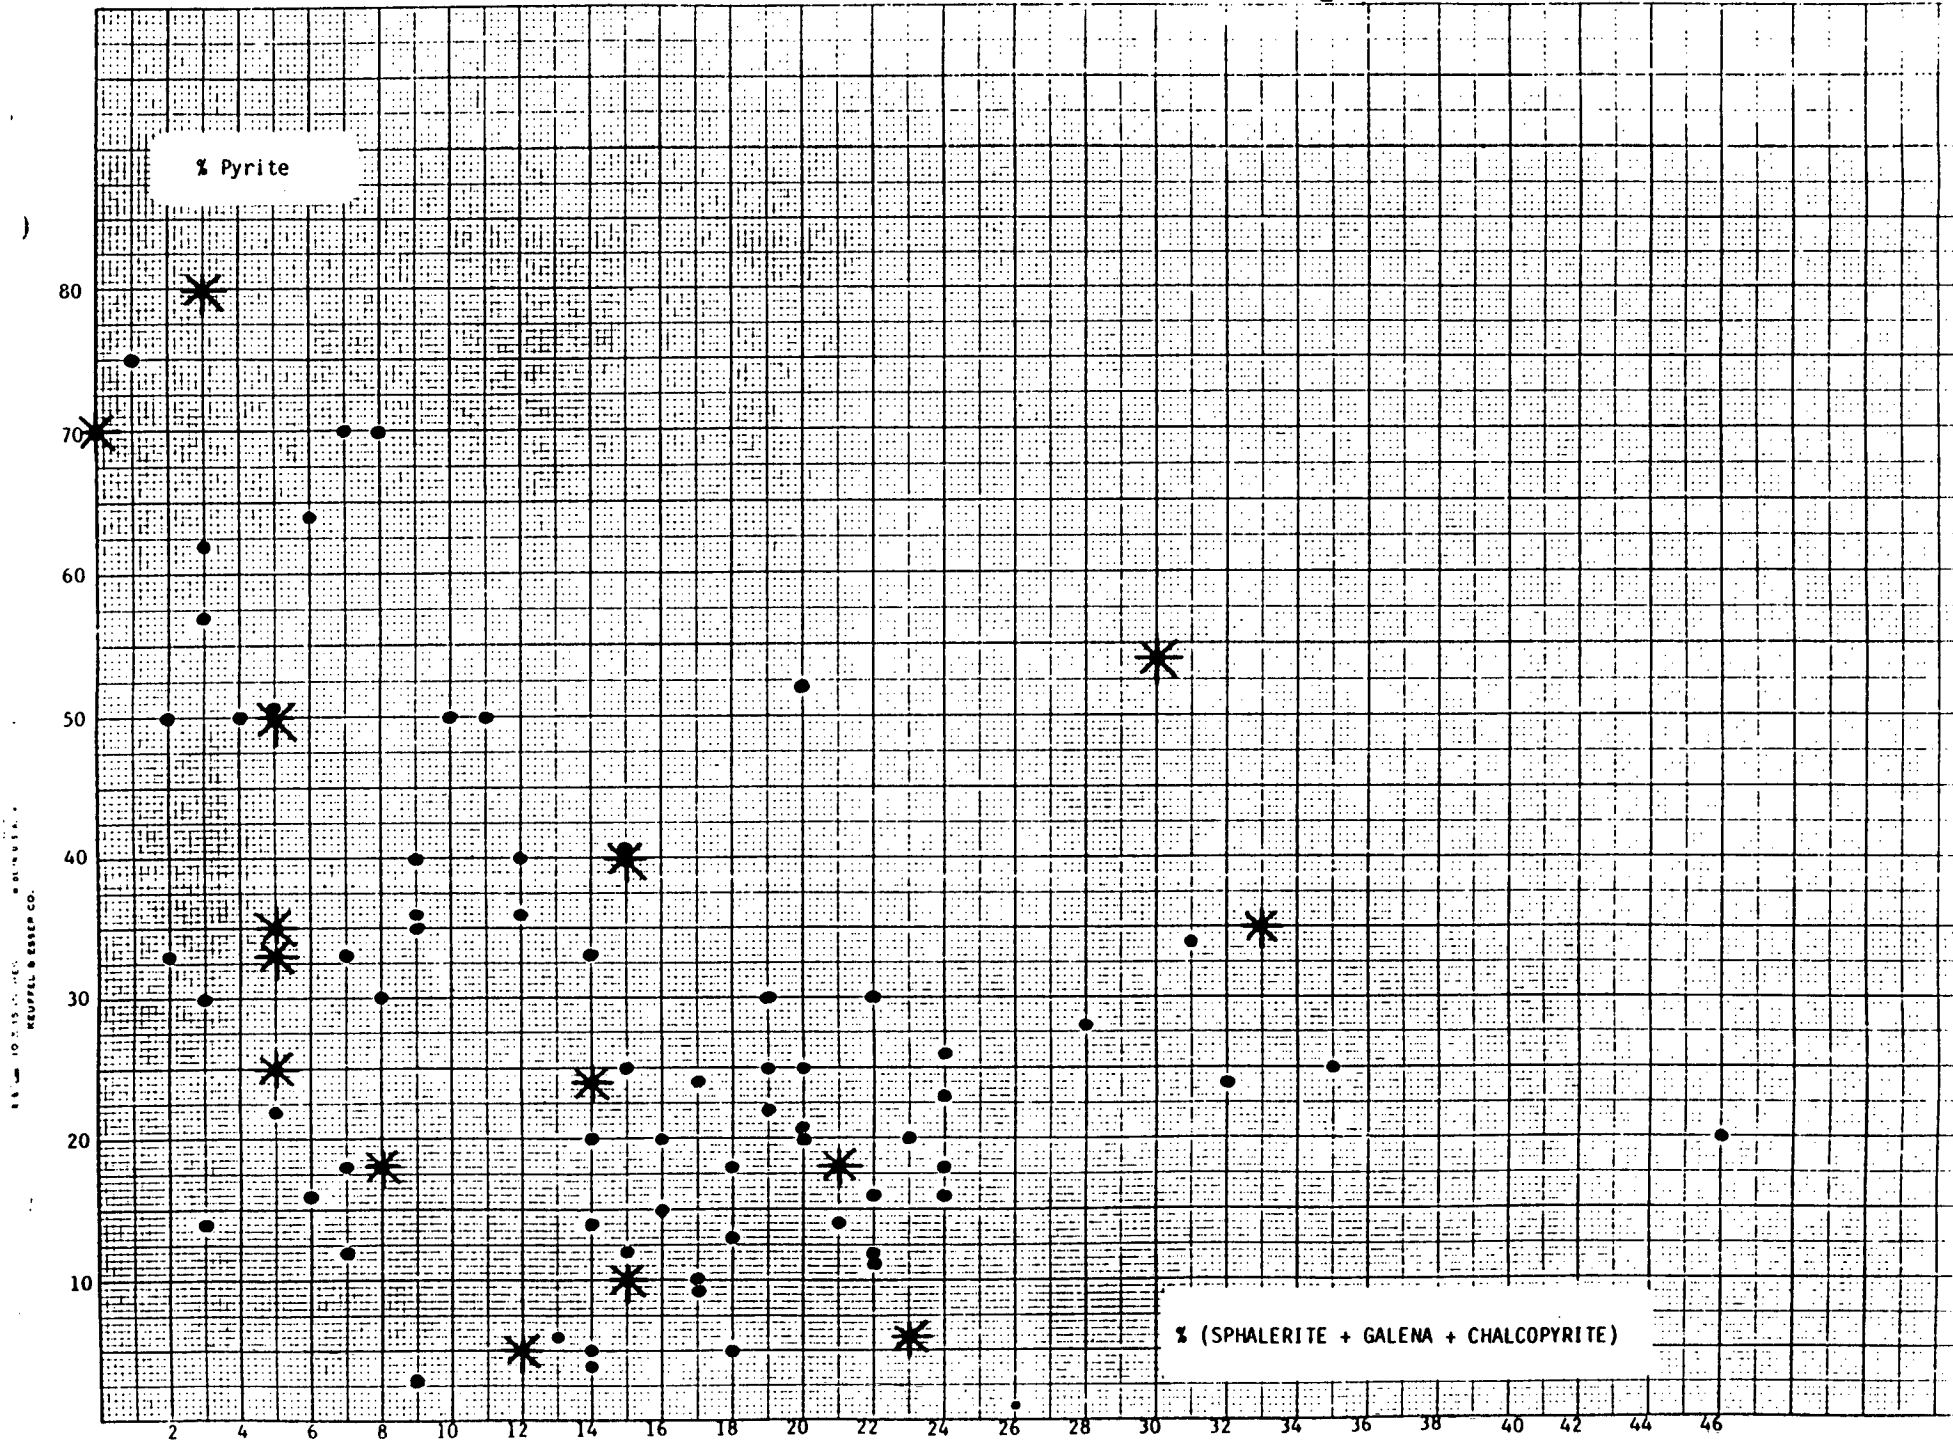 % Pyrite
)
80
70
60
50
40
30
20
10
KEUFFEL & ESSER CO.
% (SPHALERITE + GALENA + CHALCOPYRITE)
2 4 6 8 10 12 14 16 18 20 22 24 26 28 30 32 34 36 38 40 42 44 46